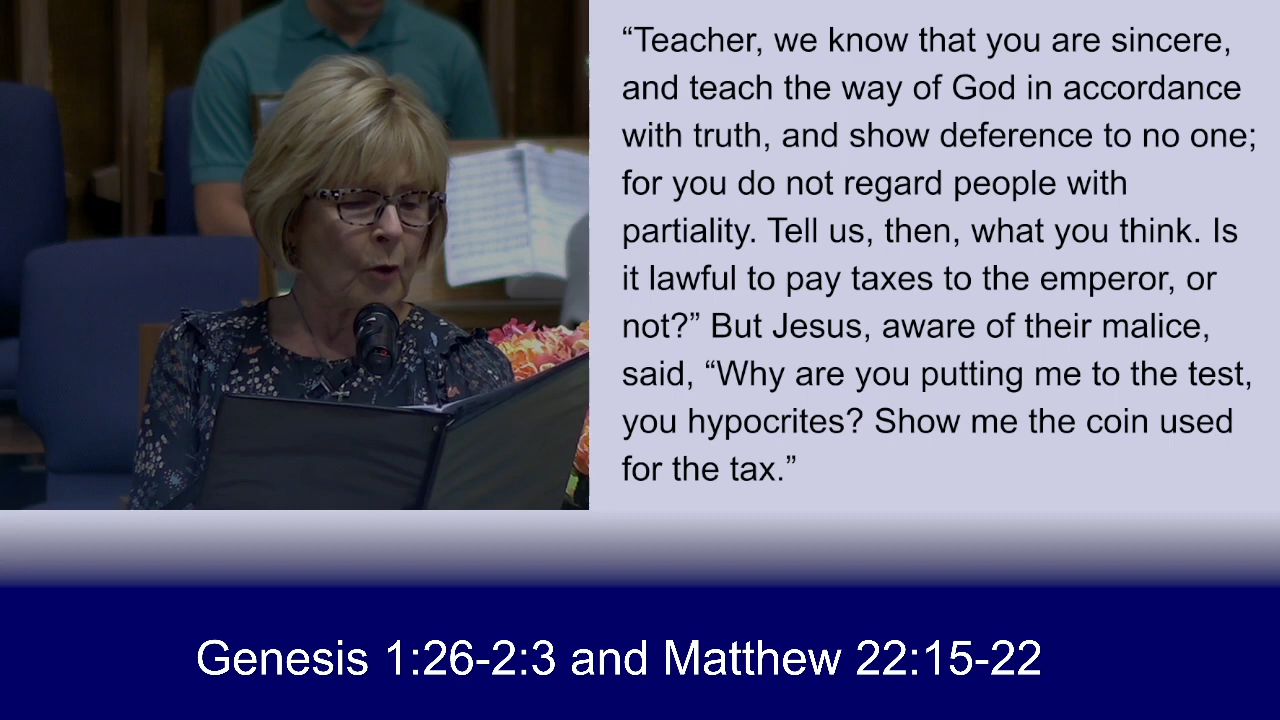 “Teacher, we know that you are sincere,
and teach the way of God in accordance
with truth, and show deference to no one;
for you do not regard people with
partiality. Tell us, then, what you think. Is
it lawful to pay taxes to the emperor, or
not?” But Jesus, aware of their malice,
said, “Why are you putting me to the test,
you hypocrites? Show me the coin used
for the tax.”
Genesis 1:26-2:3 and Matthew 22:15-22